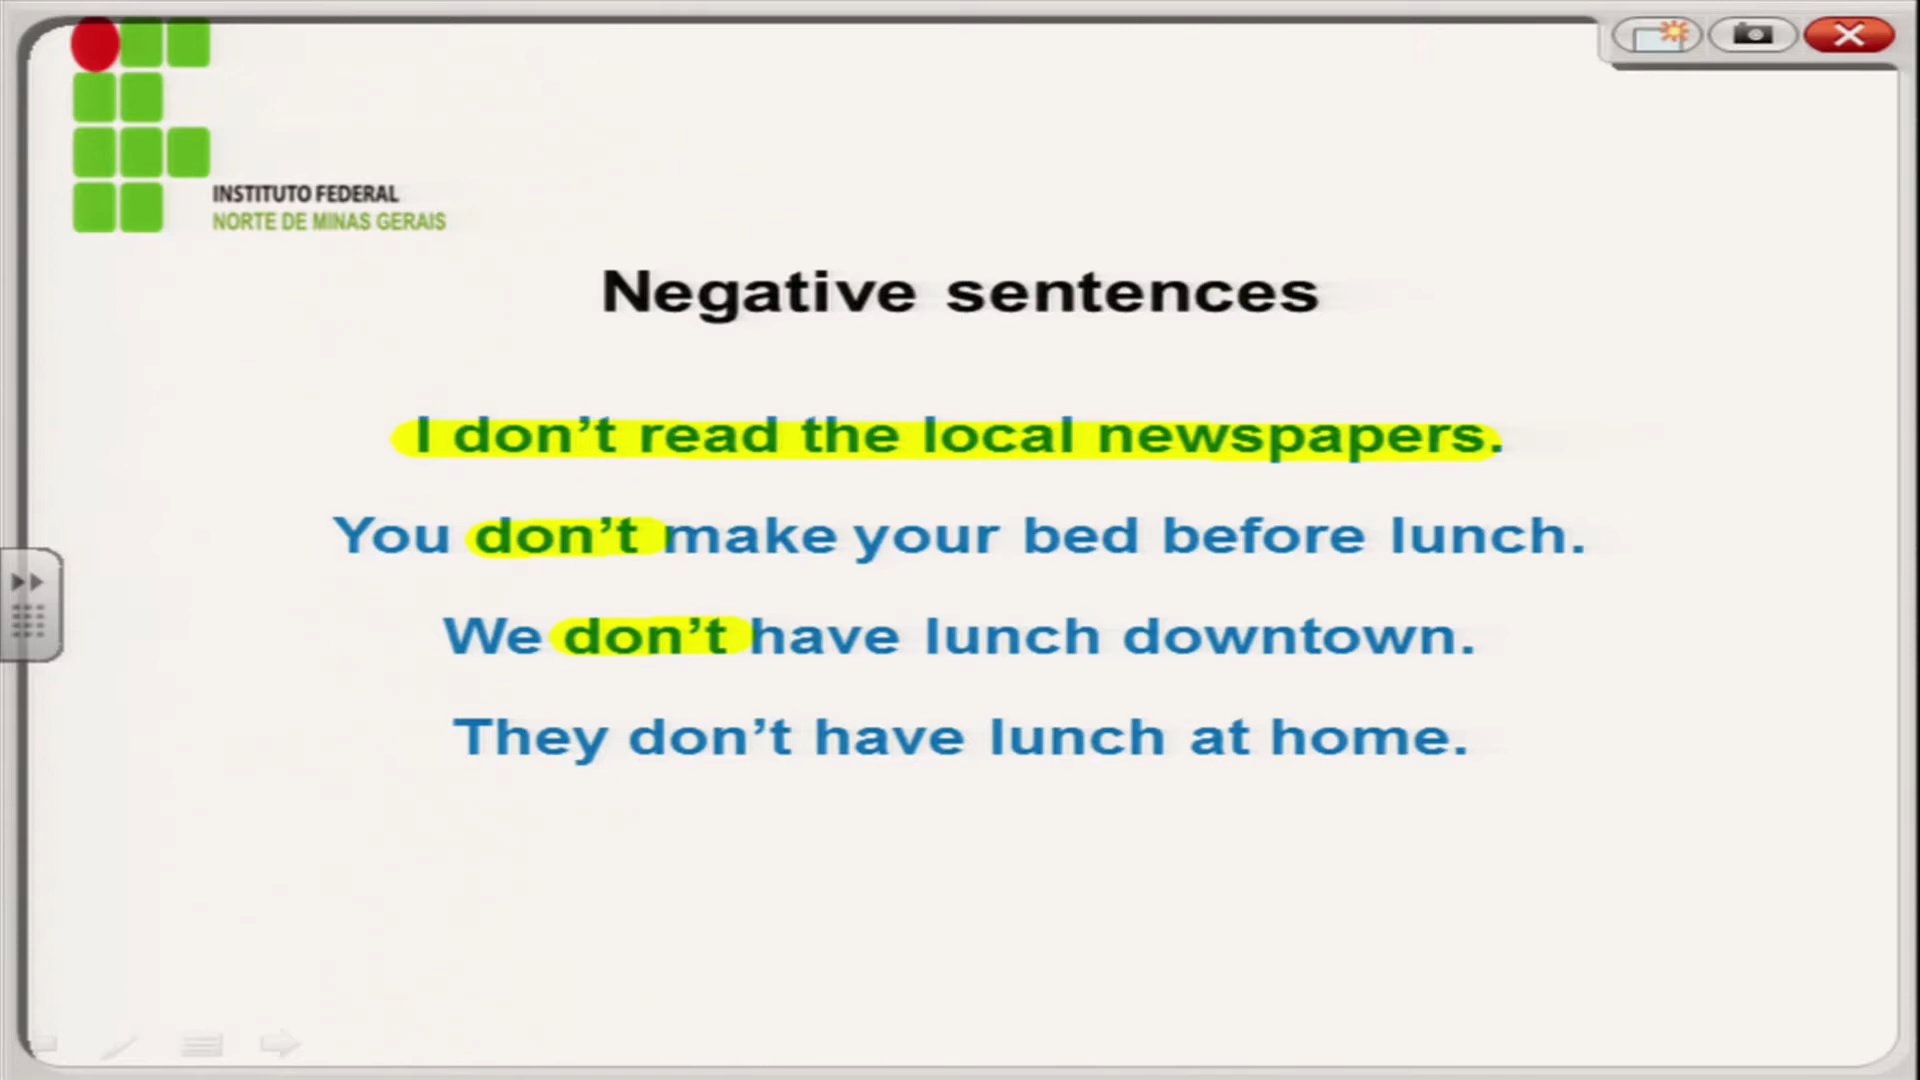 INSTITUTO FEDERAL
NORTE DE MINAS GERAIS
Negative sentences
I don’t read the local newspapers.
You don’t make your bed before lunch.
We don’t have lunch downtown.
They don’t have lunch at home.